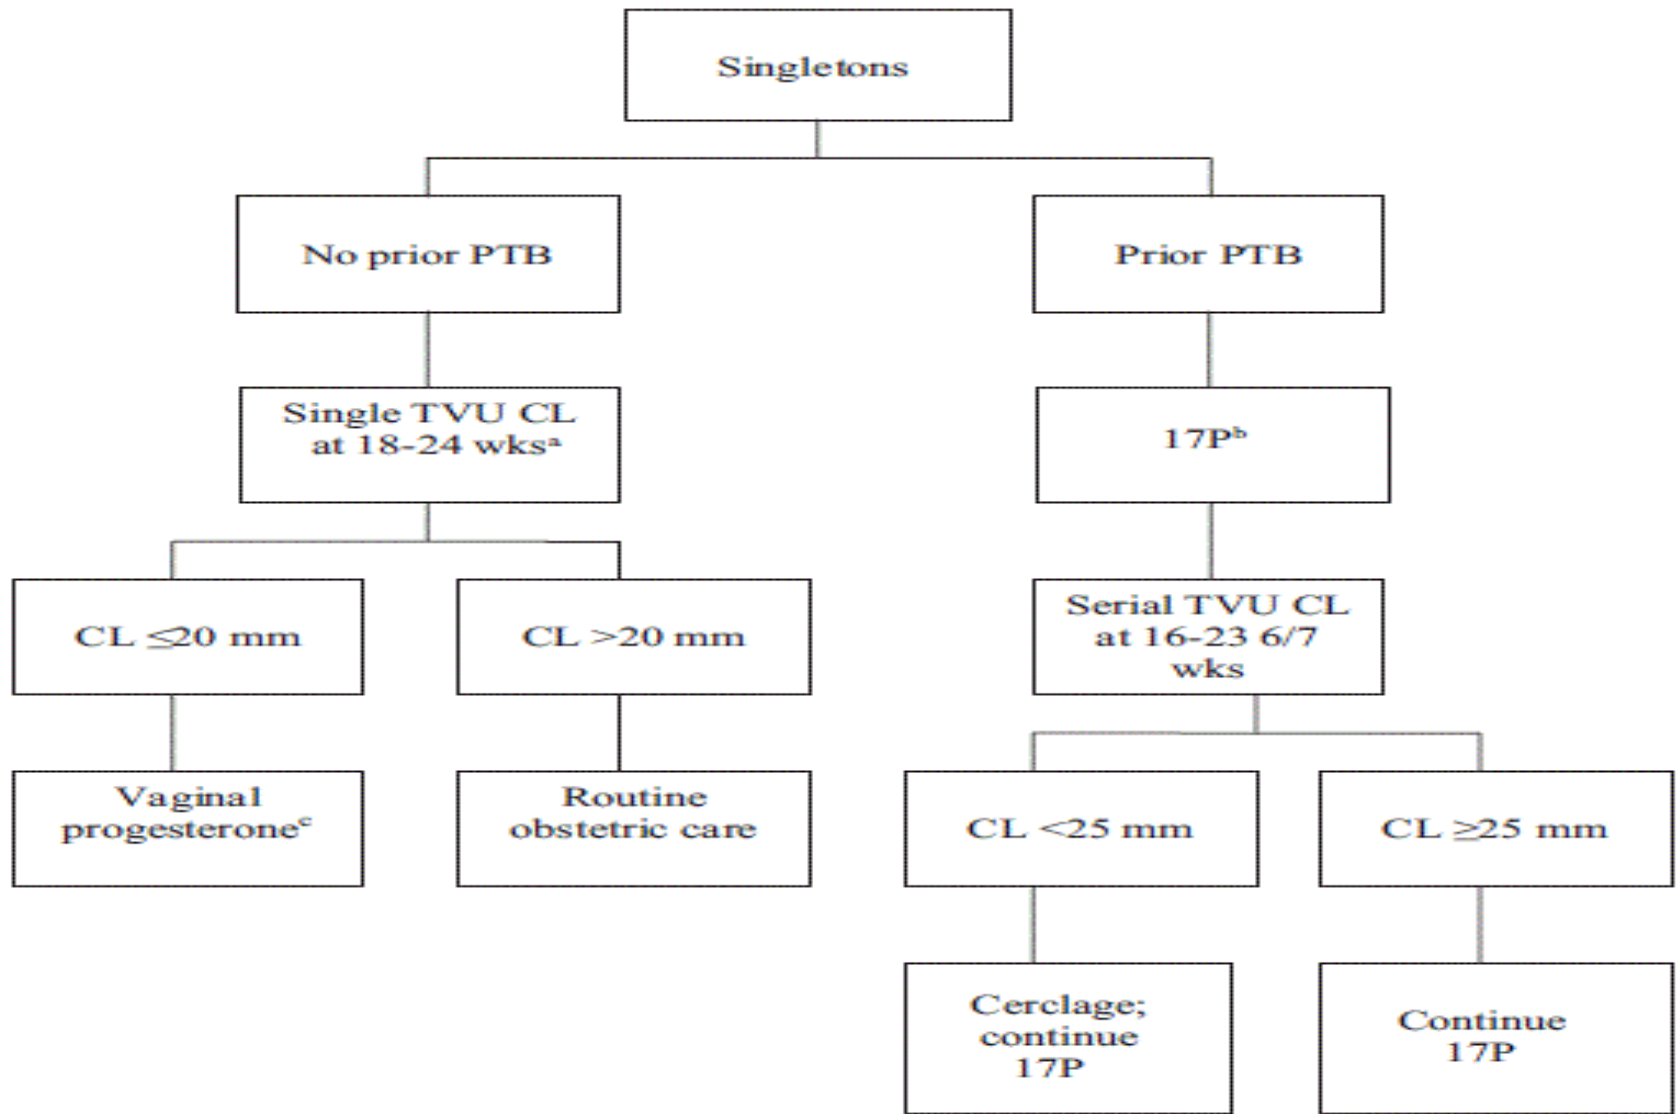 Singletons
No prior PTB
Prior PTB
Single TVU CL
at 18-24 wksᵃ
17Pᵇ
CL ≤20 mm
CL >20 mm
Serial TVU CL
at 16-23 6/7
wks
Vaginal
progesteroneᶜ
Routine
obstetric care
CL <25 mm
CL ≥25 mm
Cerclage;
continue
17P
Continue
17P